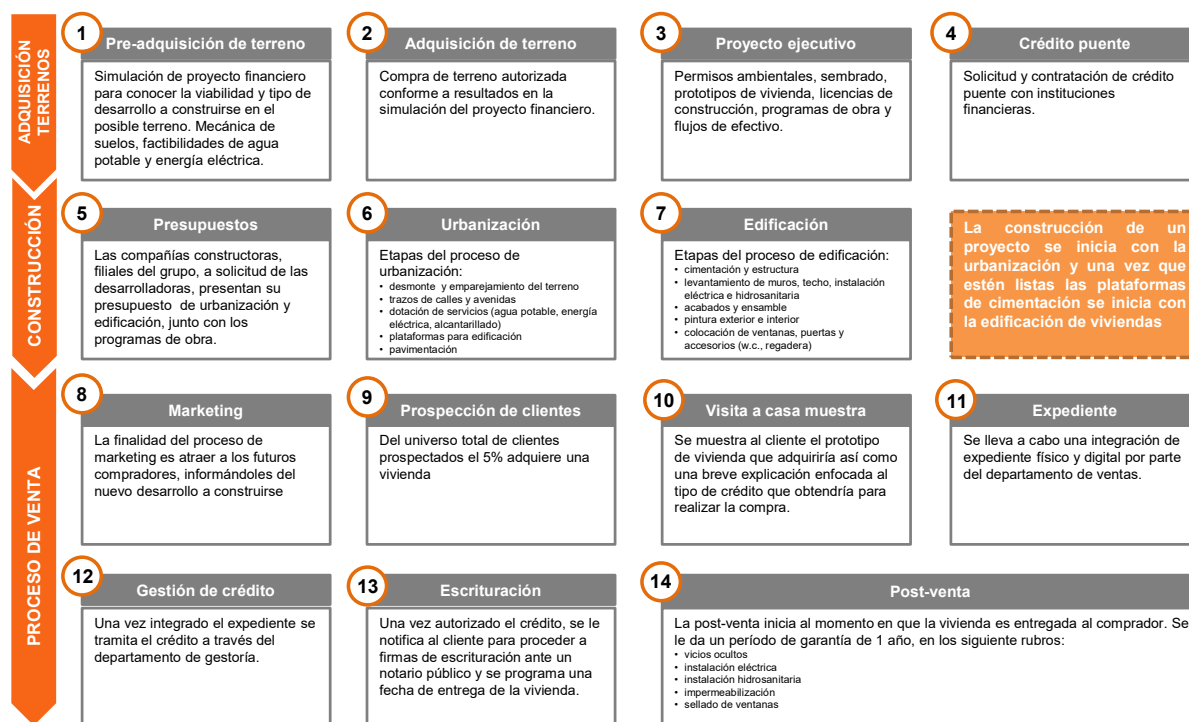 ADQUISICIÓN
TERRENOS
1
Pre-adquisición de terreno
Simulación de proyecto financiero
para conocer la viabilidad y tipo de
desarrollo a construirse en el
posible terreno. Mecánica de
suelos, factibilidades de agua
potable y energía eléctrica.
2
Adquisición de terreno
Compra de terreno autorizada
conforme a resultados en la
simulación del proyecto financiero.
3
Proyecto ejecutivo
Permisos ambientales, sembrado,
prototipos de vivienda, licencias de
construcción, programas de obra y
flujos de efectivo.
4
Crédito puente
Solicitud y contratación de crédito
puente con instituciones
financieras.
CONSTRUCCIÓN
5
Presupuestos
Las compañías constructoras,
filiales del grupo, a solicitud de las
desarrolladoras, presentan su
presupuesto de urbanización y
edificación, junto con los
programas de obra.
6
Urbanización
Etapas del proceso de
urbanización:
• desmonte y emparejamiento del terreno
• trazos de calles y avenidas
• dotación de servicios (agua potable, energía
eléctrica, alcantarillado)
• plataformas para edificación
• pavimentación
7
Edificación
Etapas del proceso de edificación:
• cimentación y estructura
• levantamiento de muros, techo, instalación
eléctrica e hidrosanitaria
• acabados y ensamble
• pintura exterior e interior
• colocación de ventanas, puertas y
accesorios (w.c., regadera)
La construcción de un
proyecto se inicia con la
urbanización y una vez que
estén listas las plataformas
de cimentación se inicia con
la edificación de viviendas
PROCESO DE VENTA
8
Marketing
La finalidad del proceso de
marketing es atraer a los futuros
compradores, informándoles del
nuevo desarrollo a construirse
9
Prospección de clientes
Del universo total de clientes
prospectados el 5% adquiere una
vivienda
10
Visita a casa muestra
Se muestra al cliente el prototipo
de vivienda que adquiriría así como
una breve explicación enfocada al
tipo de crédito que obtendría para
realizar la compra.
11
Expediente
Se lleva a cabo una integración de
expediente físico y digital por parte
del departamento de ventas.
12
Gestión de crédito
Una vez integrado el expediente se
tramita el crédito a través del
departamento de gestoría.
13
Escrituración
Una vez autorizado el crédito, se le
notifica al cliente para proceder a
firmas de escrituración ante un
notario público y se programa una
fecha de entrega de la vivienda.
14
Post-venta
La post-venta inicia al momento en que la vivienda es entregada al comprador. Se
le da un período de garantía de 1 año, en los siguiente rubros:
• vicios ocultos
• instalación eléctrica
• instalación hidrosanitaria
• impermeabilización
• sellado de ventanas